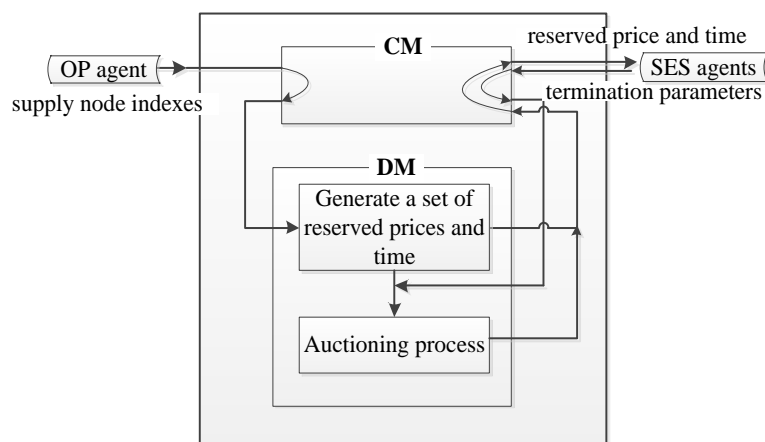 CM
reserved price and time
OP agent
SES agents
supply node indexes
termination parameters
DM
Generate a set of
reserved prices and
time
Auctioning process